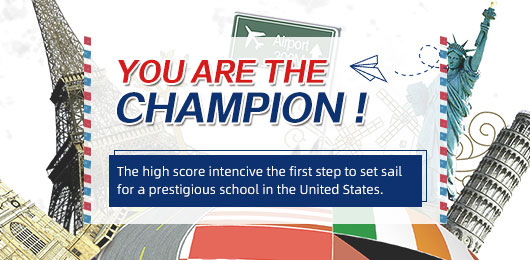 Airport
YOU ARE THE
CHAMPION !
The high score intencive the first step to set sail
for a prestigious school in the United States.